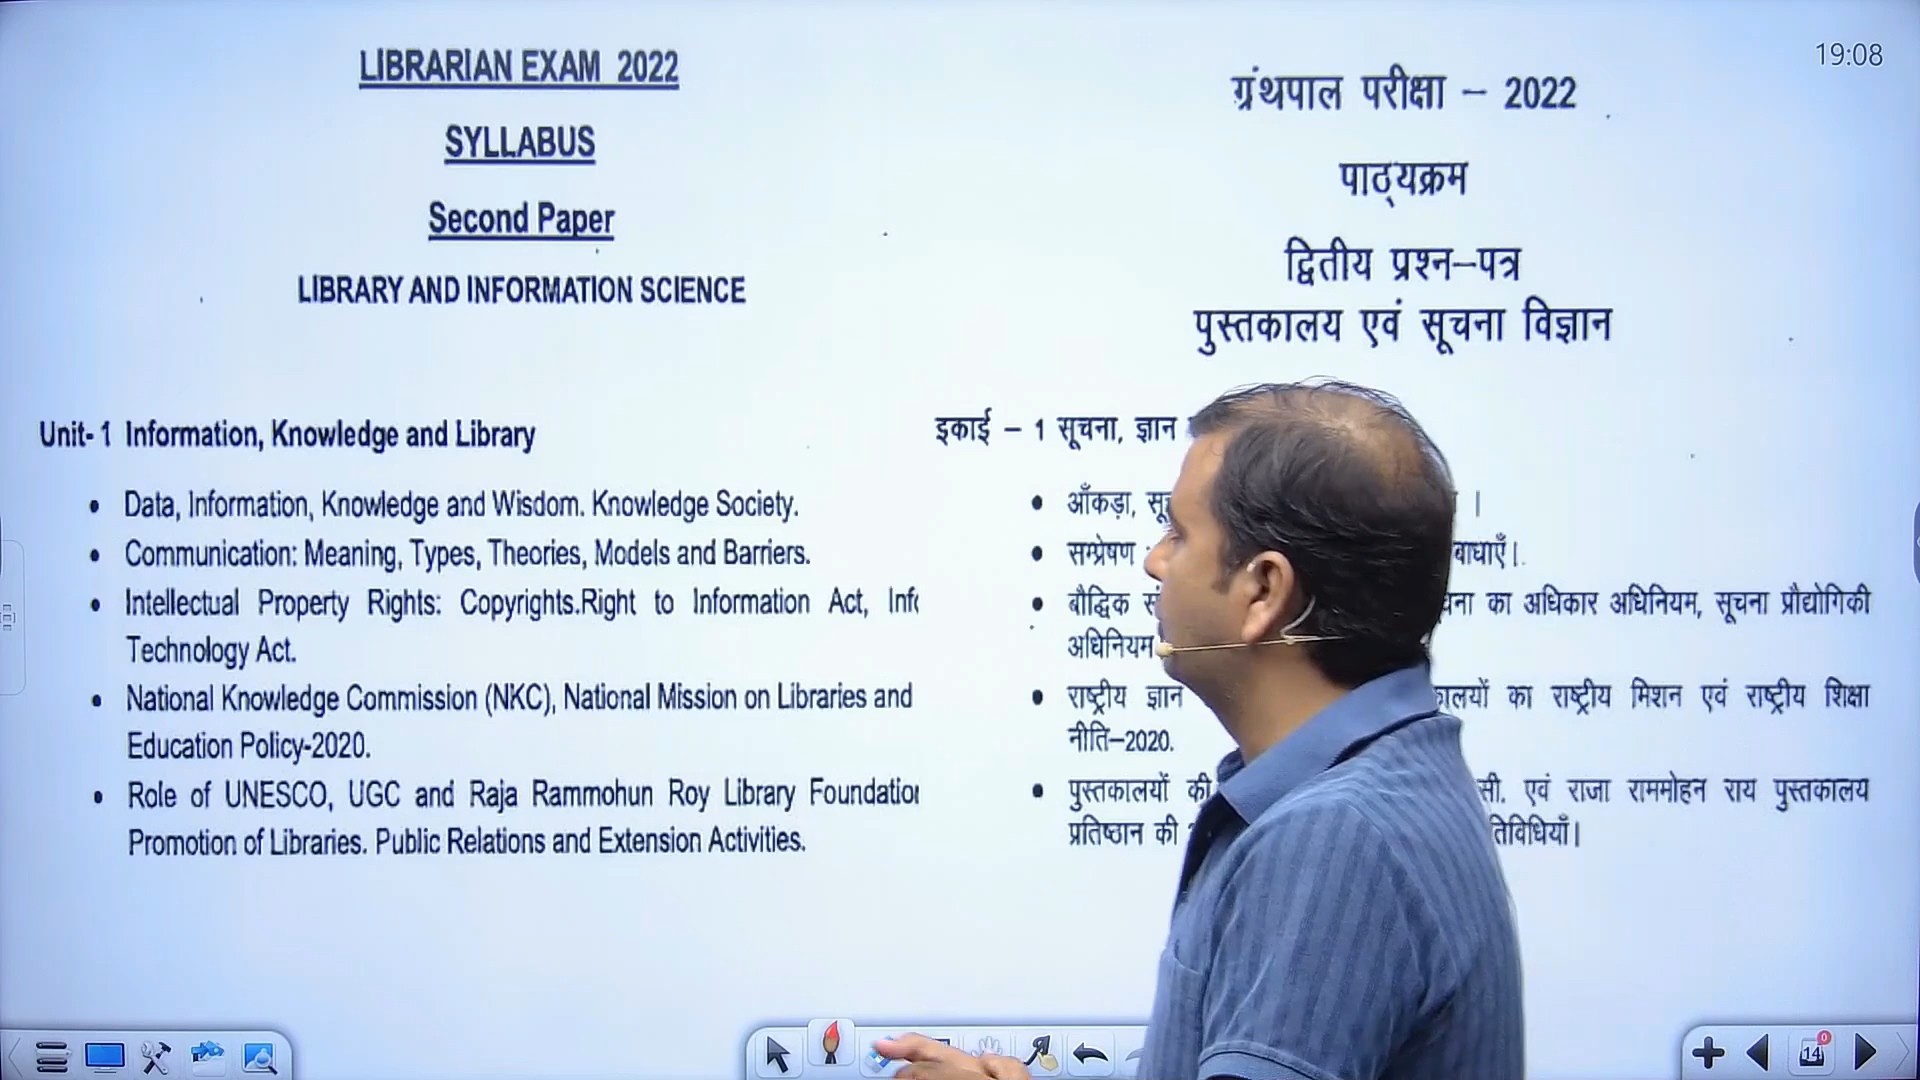 19:08
LIBRARIAN EXAM 2022
SYLLABUS
Second Paper
LIBRARY AND INFORMATION SCIENCE
Unit- 1 Information, Knowledge and Library
• Data, Information, Knowledge and Wisdom. Knowledge Society.
• Communication: Meaning, Types, Theories, Models and Barriers.
• Intellectual Property Rights: Copyrights.Right to Information Act,
Technology Act.
• National Knowledge Commission (NKC), National Mission on Libraries and
Education Policy-2020.
• Role of UNESCO, UGC and Raja Rammohun Roy Library
Promotion of Libraries. Public Relations and Extension Activities.
ग्रंथपाल परीक्षा – 2022
पाठ्यक्रम
द्वितीय प्रश्न–पत्र
पुस्तकालय एवं सूचना विज्ञान
इकाई – 1 सूचना, ज्ञान
• आँकड़ा, ।
• सम्प्रेषण बाधाएँ।.
• बौद्धिक का अधिकार अधिनियम, सूचना प्रौद्योगिकी
अधिनियम
• राष्ट्रीय ज्ञान का राष्ट्रीय मिशन एवं राष्ट्रीय शिक्षा
नीति–2020.
• पुस्तकालयों की एवं राजा राममोहन राय पुस्तकालय
प्रतिष्ठान की
14
0